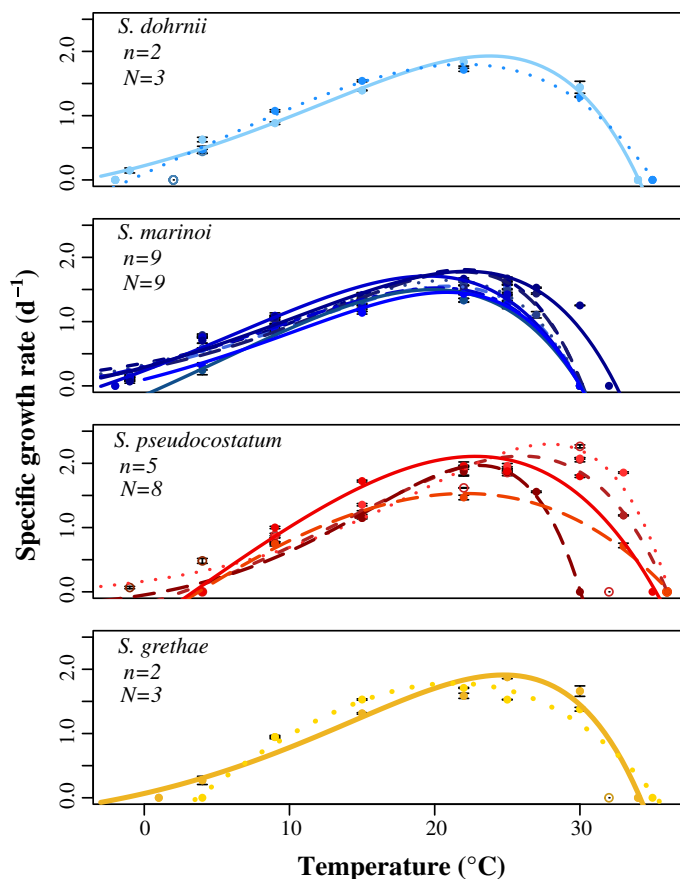 S. dohrnii
n=2
N=3
0.0 1.0 2.0
S. marinoi
n=9
N=9
0.0 1.0 2.0
S. pseudocostatum
n=5
N=8
0.0 1.0 2.0
S. grethae
n=2
N=3
0.0 1.0 2.0
Specific growth rate (d⁻¹)
0 10 20 30
Temperature (°C)